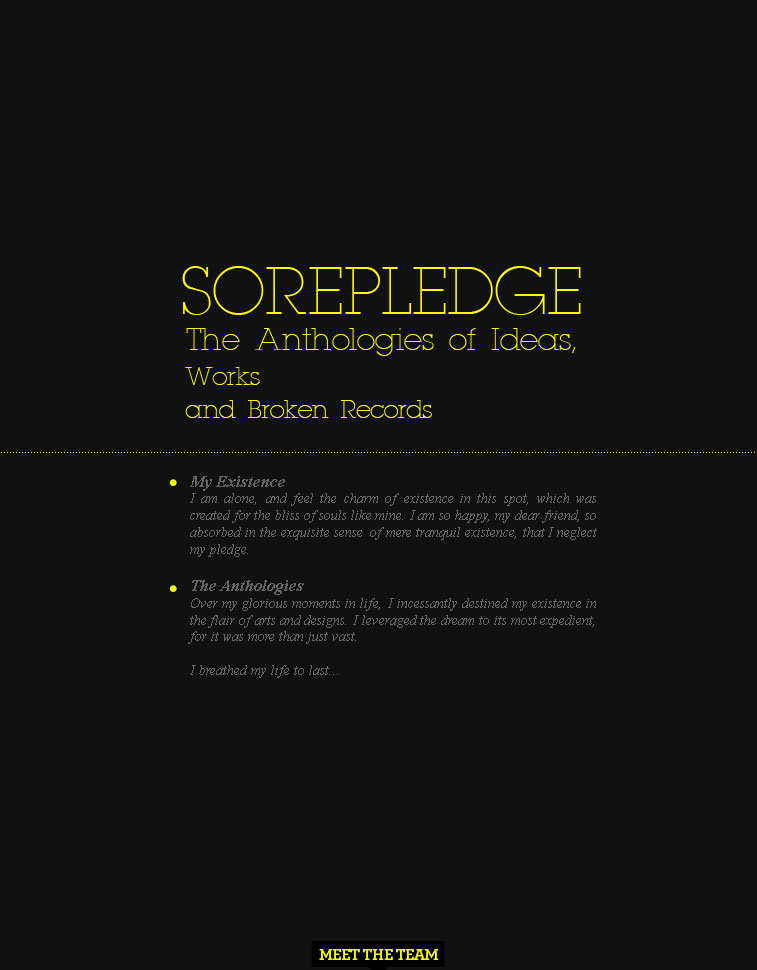 SOREPLEDGE
The Anthologies of Ideas,
Works
and Broken Records
My Existence
I am alone, and feel the charm of existence in this spot, which was
created for the bliss of souls like mine. I am so happy, my dear friend, so
absorbed in the exquisite sense of mere tranquil existence, that I neglect
my pledge.
The Anthologies
Over my glorious moments in life, I incessantly destined my existence in
the flair of arts and designs. I leveraged the dream to its most expedient,
for it was more than just vast.
I breathed my life to last...
MEET THE TEAM